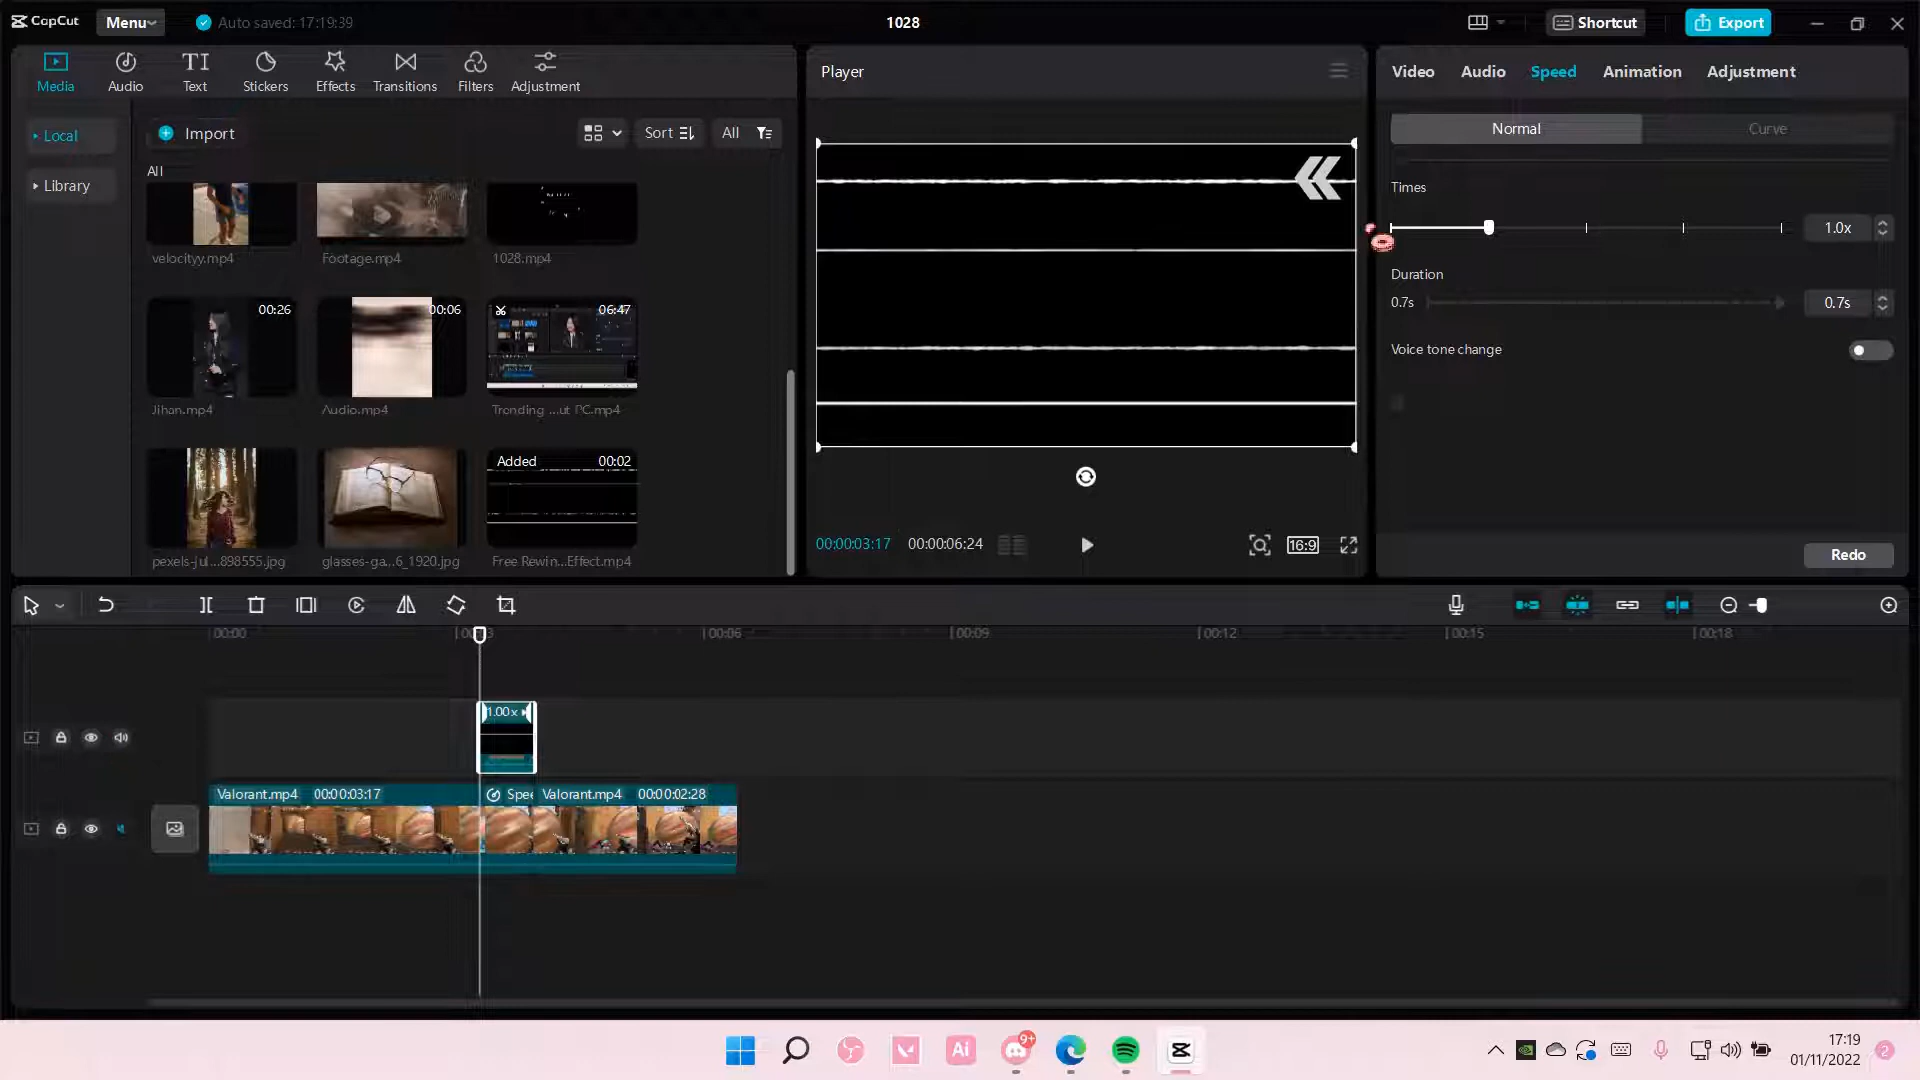 CapCut
Menu
Auto saved: 17:19:39
1028
Shortcut
Export
Media
Audio
Text
Stickers
Effects
Transitions
Filters
Adjustment
Player
Video
Audio
Speed
Animation
Adjustment
Local
Library
Import
Sort
All
All
velocityy.mp4
Footage.mp4
1028.mp4
00:26
00:06
06:47
Jihan.mp4
Audio.mp4
Trending ...ut PC.mp4
Added
00:02
pexels-jul...898555.jpg
glasses-ga...6_1920.jpg
Free Rewin...Effect.mp4
00:00:03:17
00:00:06:24
16:9
Normal
Curve
Times
1.0x
Duration
0.7s
0.7s
Voice tone change
Redo
00:00
00:06
00:09
00:12
00:15
00:18
1.00x
Valorant.mp4 00:00:03:17
Spee
Valorant.mp4 00:00:02:28
Ai
9+
17:19
01/11/2022
2